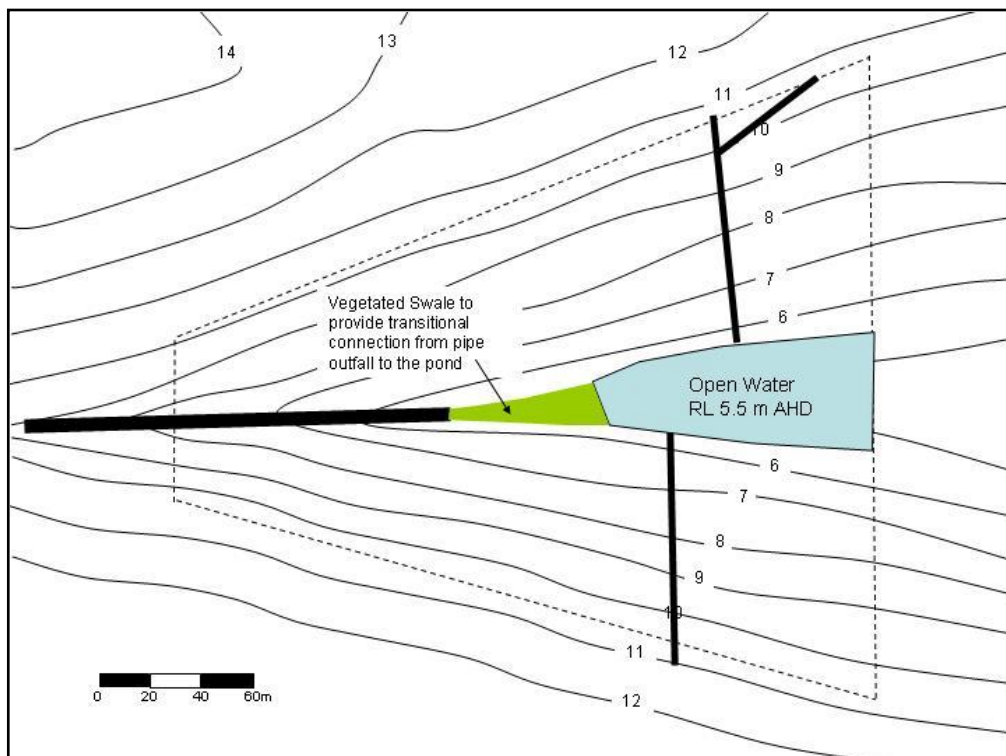 14
13
12
11
10
9
8
7
6
Vegetated Swale to
provide transitional
connection from pipe
outfall to the pond
Open Water
RL 5.5 m AHD
6
7
8
9
10
11
12
0 20 40 60m